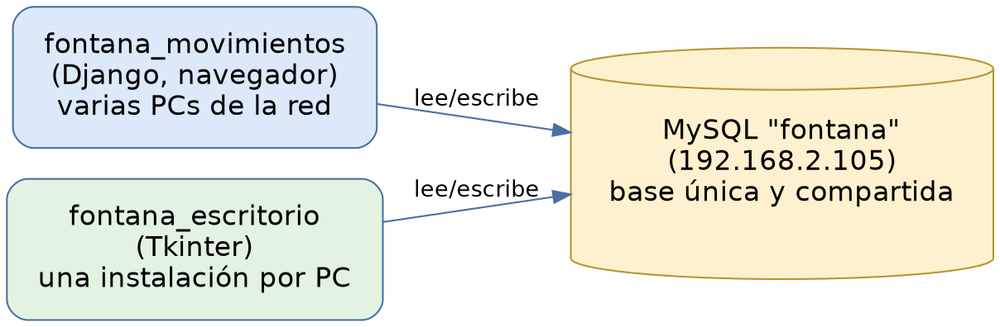 fontana_movimientos
(Django, navegador)
varias PCs de la red
lee/escribe
MySQL "fontana"
(192.168.2.105)
base única y compartida
lee/escribe
fontana_escritorio
(Tkinter)
una instalación por PC